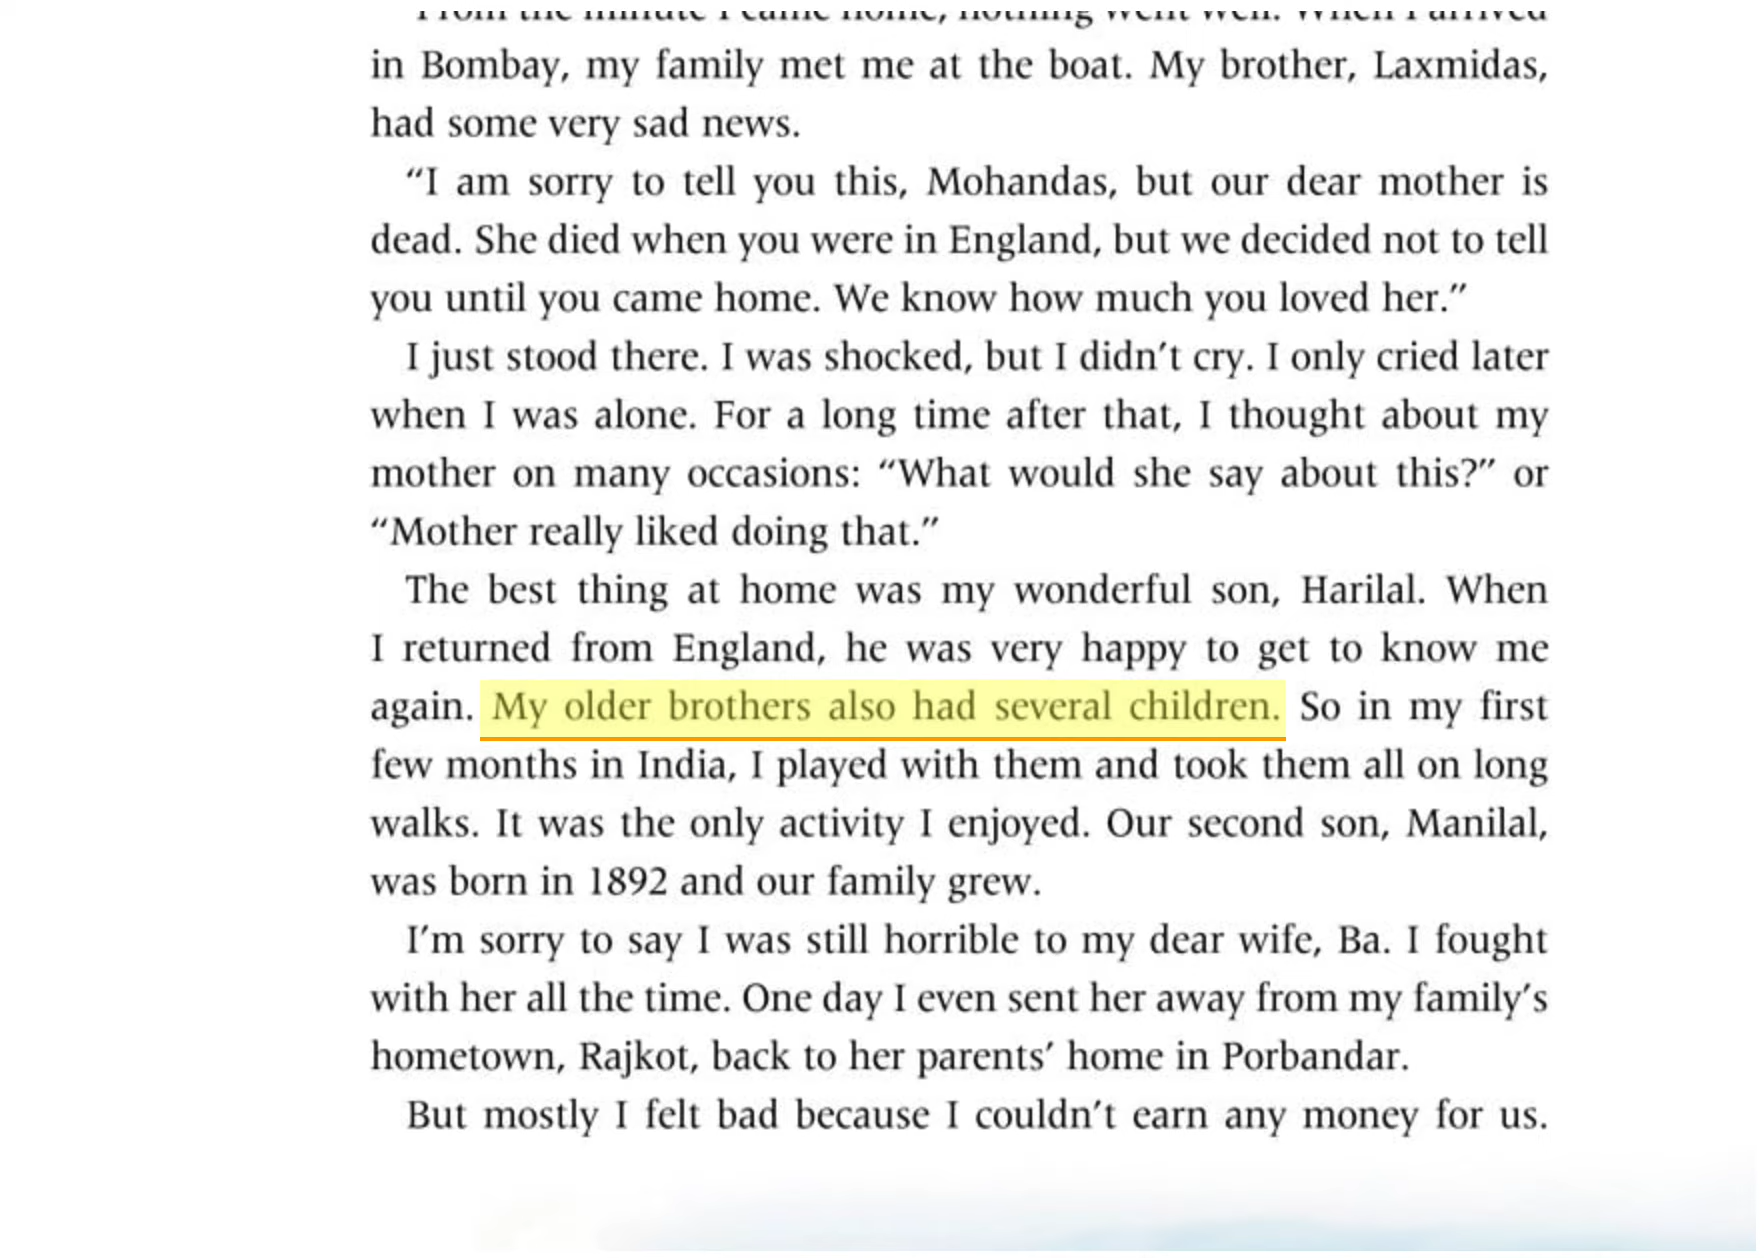 From the minute I came home, nothing went well. When I arrived
in Bombay, my family met me at the boat. My brother, Laxmidas,
had some very sad news.
“I am sorry to tell you this, Mohandas, but our dear mother is
dead. She died when you were in England, but we decided not to tell
you until you came home. We know how much you loved her.”
I just stood there. I was shocked, but I didn’t cry. I only cried later
when I was alone. For a long time after that, I thought about my
mother on many occasions: “What would she say about this?” or
“Mother really liked doing that.”
The best thing at home was my wonderful son, Harilal. When
I returned from England, he was very happy to get to know me
again. My older brothers also had several children. So in my first
few months in India, I played with them and took them all on long
walks. It was the only activity I enjoyed. Our second son, Manilal,
was born in 1892 and our family grew.
I’m sorry to say I was still horrible to my dear wife, Ba. I fought
with her all the time. One day I even sent her away from my family’s
hometown, Rajkot, back to her parents’ home in Porbandar.
But mostly I felt bad because I couldn’t earn any money for us.